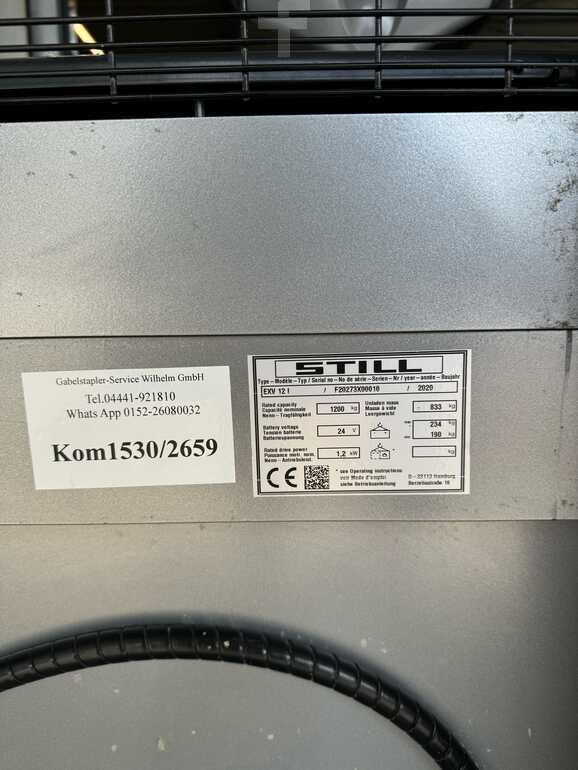 Gabelstapler-Service Wilhelm GmbH
Tel.04441-921810
Whats App 0152-26080032
Kom1530/2659
STILL
Type – Modèle – Typ / Serial no – No de série – Serien – Nr / year – année – Baujahr
EXV 12 I / F20273X00010 / 2020
Rated capacity
Capacité nominale
Nenn – Tragfähigkeit
1200 kg
Unladen mass
Masse à vide
Leergewicht
- 833 kg
Battery voltage
Tension batterie
Batteriespannung
24 V
234 kg
190 kg
Rated drive power
Puissance motr. nom.
Nenn – Antriebsleist.
1,2 kW
kg
CE
* see Operating instructions
voir Mode d'emploi
siehe Betriebsanleitung
D – 22113 Hamburg
Berzeliusstraße 10